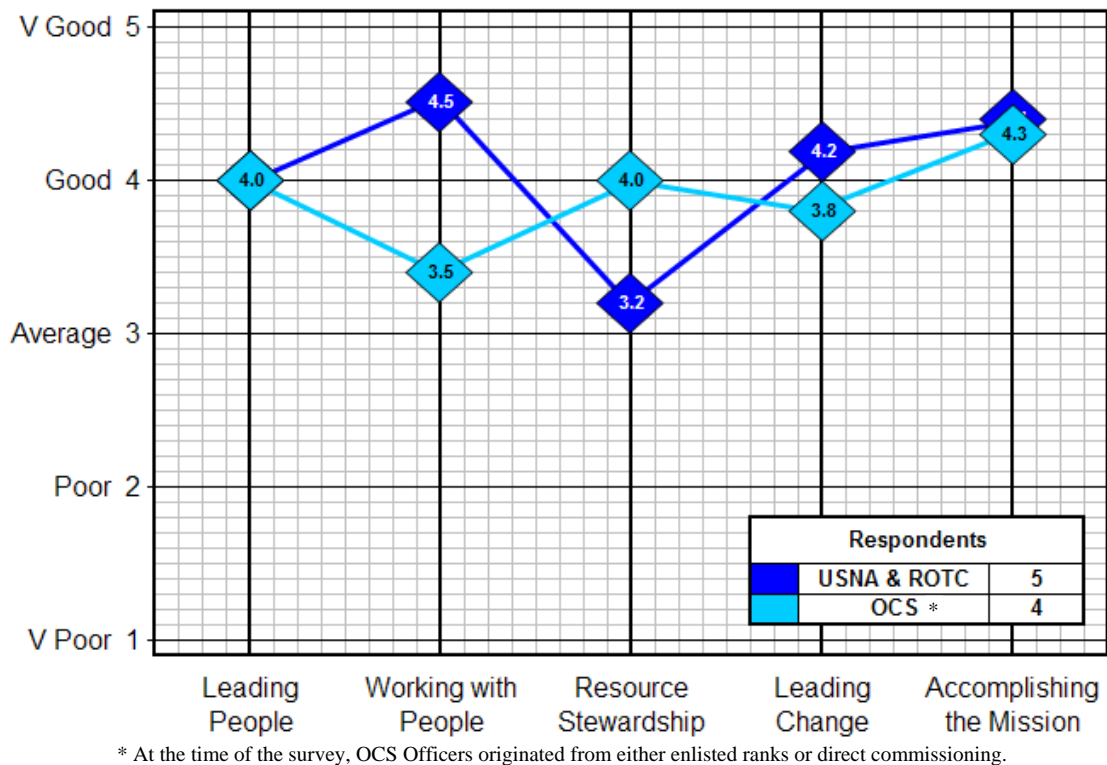 V Good 5
4.5
4.3
4.2
Good 4
4.0
4.0
3.8
3.5
3.2
Average 3
Poor 2
Respondents
USNA & ROTC 5
OCS * 4
V Poor 1
Leading
People
Working with
People
Resource
Stewardship
Leading
Change
Accomplishing
the Mission
* At the time of the survey, OCS Officers originated from either enlisted ranks or direct commissioning.